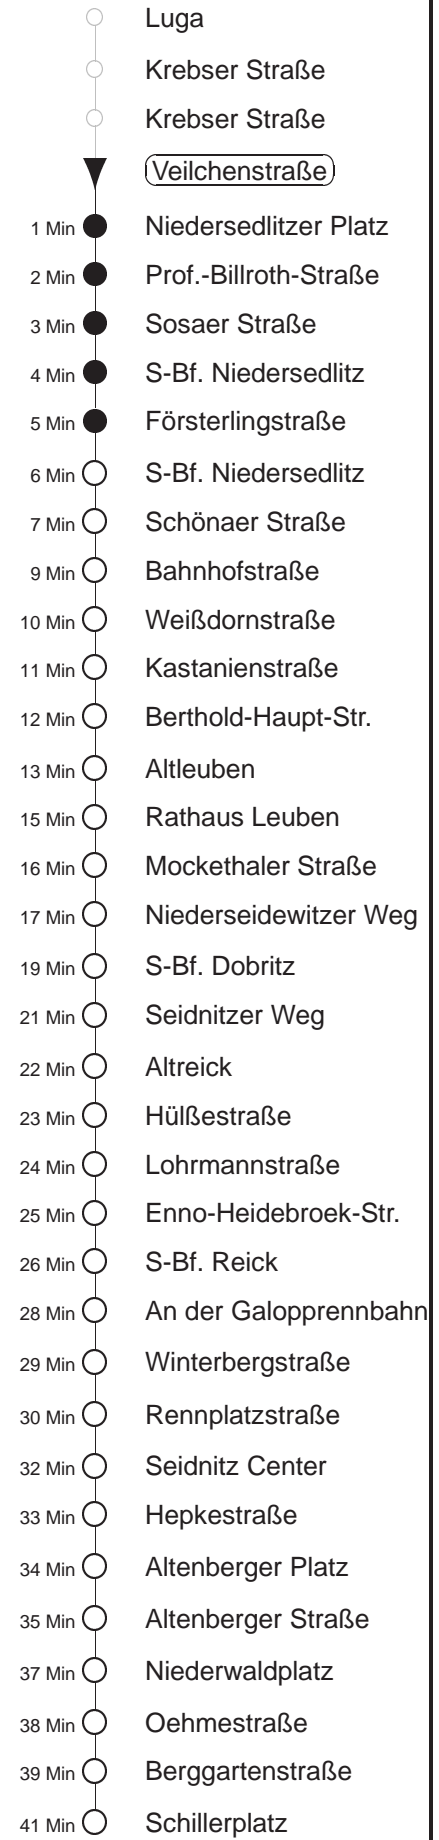 Luga
Krebser Straße
Krebser Straße
Veilchenstraße
1 Min Niedersedlitzer Platz
2 Min Prof.-Billroth-Straße
3 Min Sosaer Straße
4 Min S-Bf. Niedersedlitz
5 Min Försterlingstraße
6 Min S-Bf. Niedersedlitz
7 Min Schönaer Straße
9 Min Bahnhofstraße
10 Min Weißdornstraße
11 Min Kastanienstraße
12 Min Berthold-Haupt-Str.
13 Min Altleuben
15 Min Rathaus Leuben
16 Min Mockethaler Straße
17 Min Niederseidewitzer Weg
19 Min S-Bf. Dobritz
21 Min Seidnitzer Weg
22 Min Altreick
23 Min Hülßestraße
24 Min Lohrmannstraße
25 Min Enno-Heidebroek-Str.
26 Min S-Bf. Reick
28 Min An der Galopprennbahn
29 Min Winterbergstraße
30 Min Rennplatzstraße
32 Min Seidnitz Center
33 Min Hepkestraße
34 Min Altenberger Platz
35 Min Altenberger Straße
37 Min Niederwaldplatz
38 Min Oehmestraße
39 Min Berggartenstraße
41 Min Schillerplatz